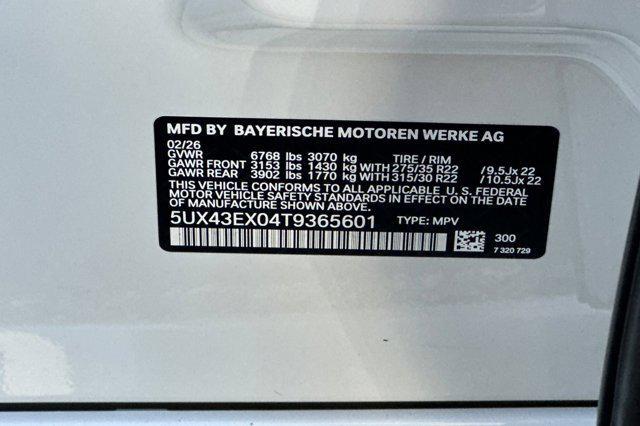 MFD BY BAYERISCHE MOTOREN WERKE AG
02/26
GVWR 6768 lbs 3070 kg TIRE / RIM
GAWR FRONT 3153 lbs 1430 kg WITH 275/35 R22 / 9.5Jx 22
GAWR REAR 3902 lbs 1770 kg WITH 315/30 R22 / 10.5Jx 22
THIS VEHICLE CONFORMS TO ALL APPLICABLE U. S. FEDERAL
MOTOR VEHICLE SAFETY STANDARDS IN EFFECT ON THE DATE OF
MANUFACTURE SHOWN ABOVE.
5UX43EX04T9365601 TYPE: MPV
300
7 320 729